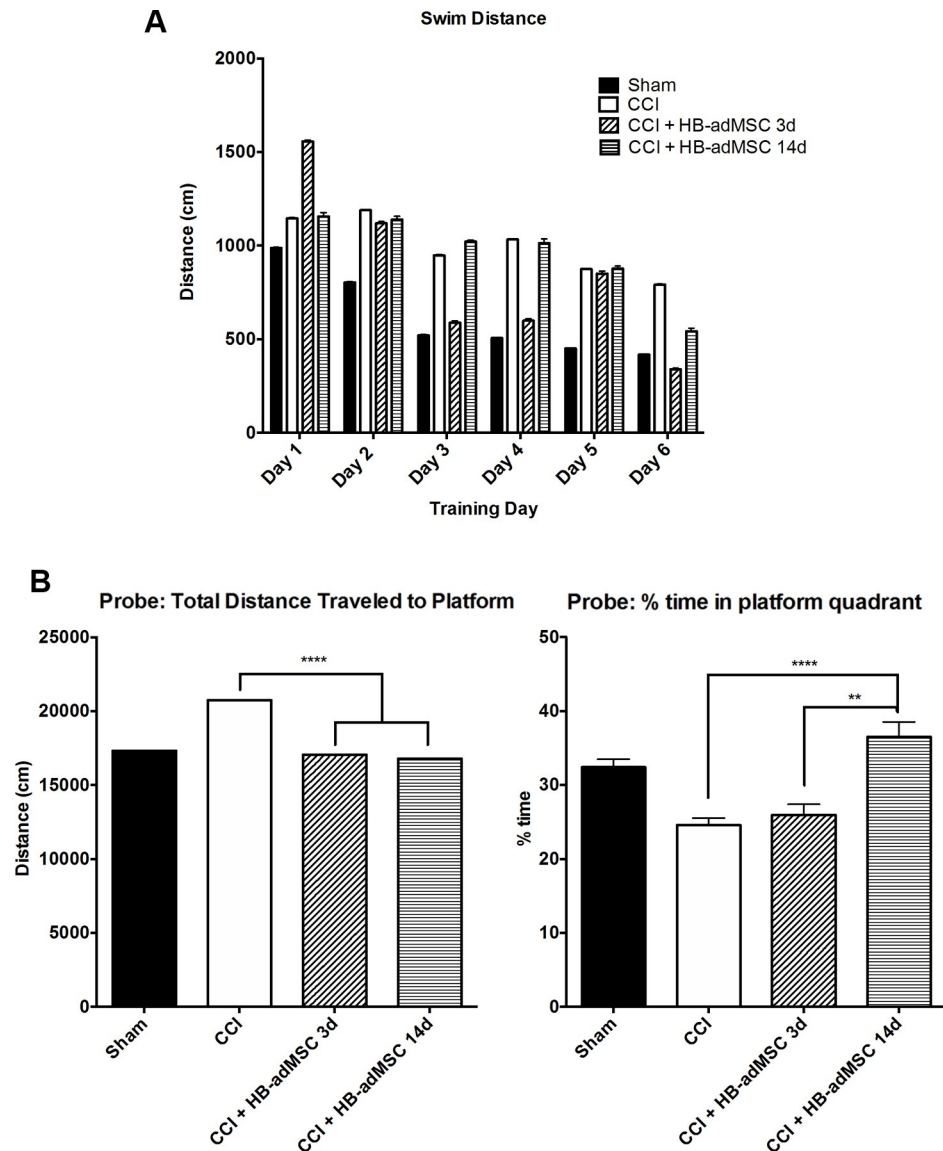 A
Swim Distance
2000
1500
1000
500
0
Distance (cm)
Sham
CCI
CCI + HB-adMSC 3d
CCI + HB-adMSC 14d
Day 1
Day 2
Day 3
Day 4
Day 5
Day 6
Training Day
B
Probe: Total Distance Traveled to Platform
25000
20000
15000
10000
5000
0
Distance (cm)
****
Sham
CCI
CCI + HB-adMSC 3d
CCI + HB-adMSC 14d
Probe: % time in platform quadrant
50
40
30
20
10
0
% time
****
**
Sham
CCI
CCI + HB-adMSC 3d
CCI + HB-adMSC 14d